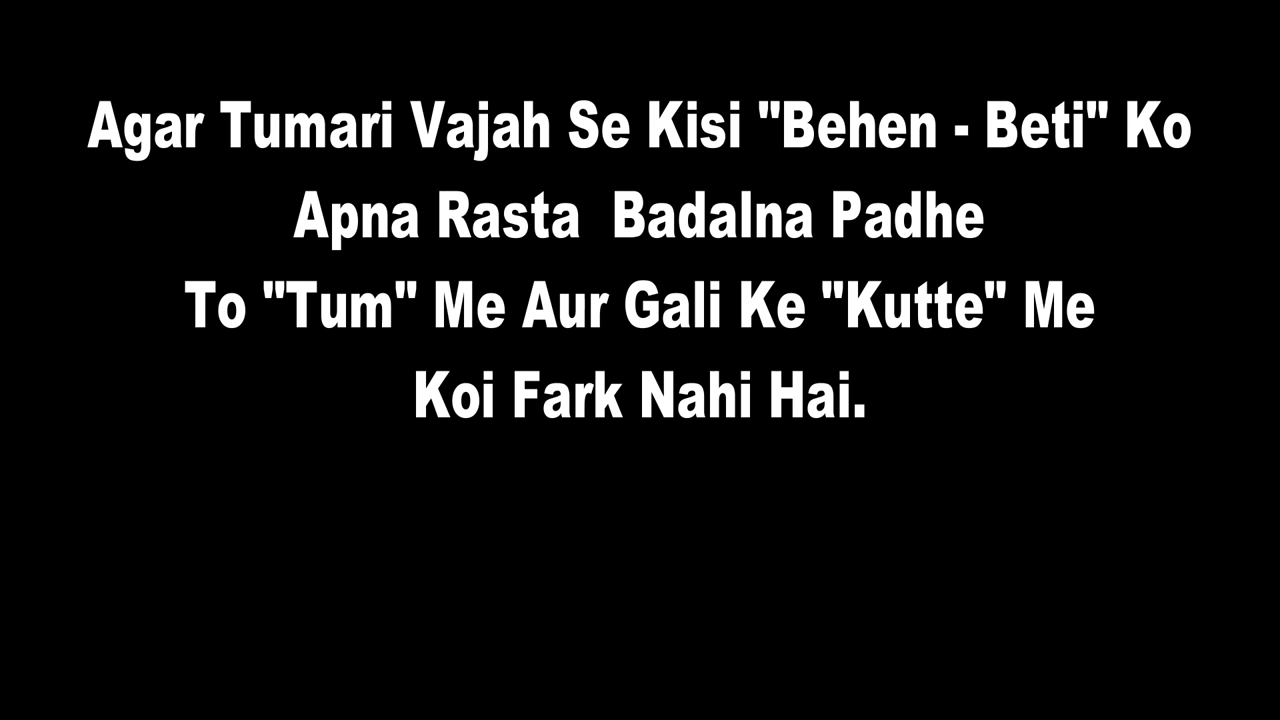 Agar Tumari Vajah Se Kisi "Behen - Beti" Ko
Apna Rasta  Badalna Padhe
To "Tum" Me Aur Gali Ke "Kutte" Me
Koi Fark Nahi Hai.